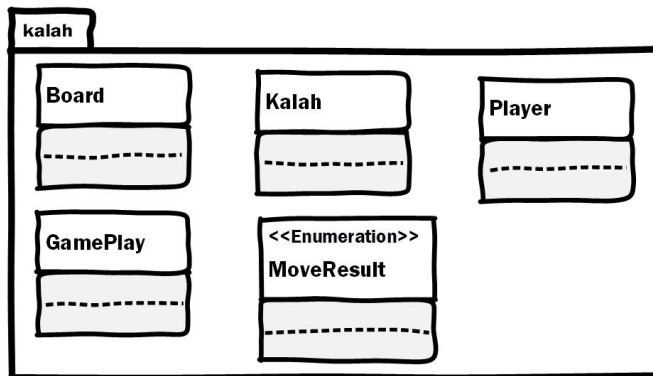 kalah
Board
Kalah
Player
GamePlay
<<Enumeration>>
MoveResult